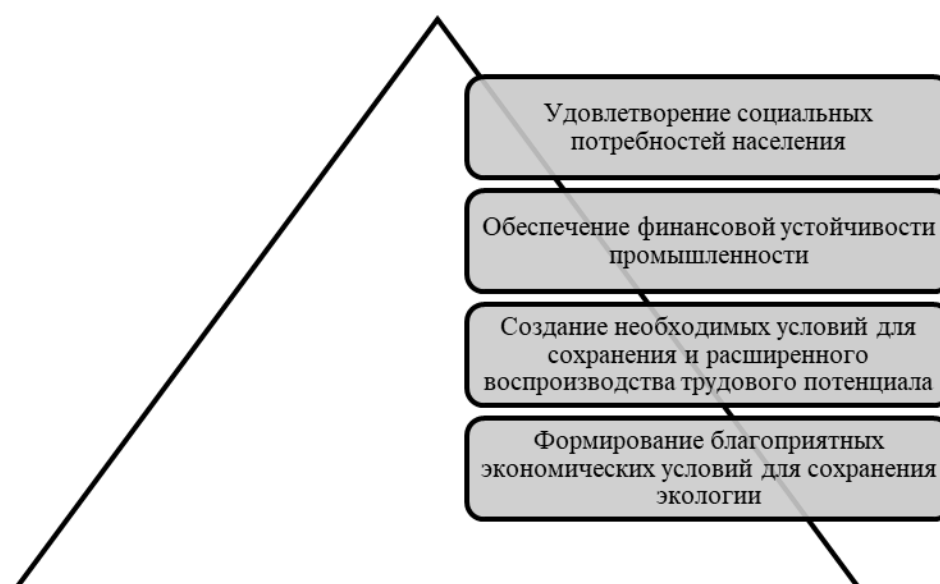 Удовлетворение социальных
потребностей населения
Обеспечение финансовой устойчивости
промышленности
Создание необходимых условий для
сохранения и расширенного
воспроизводства трудового потенциала
Формирование благоприятных
экономических условий для сохранения
экологии